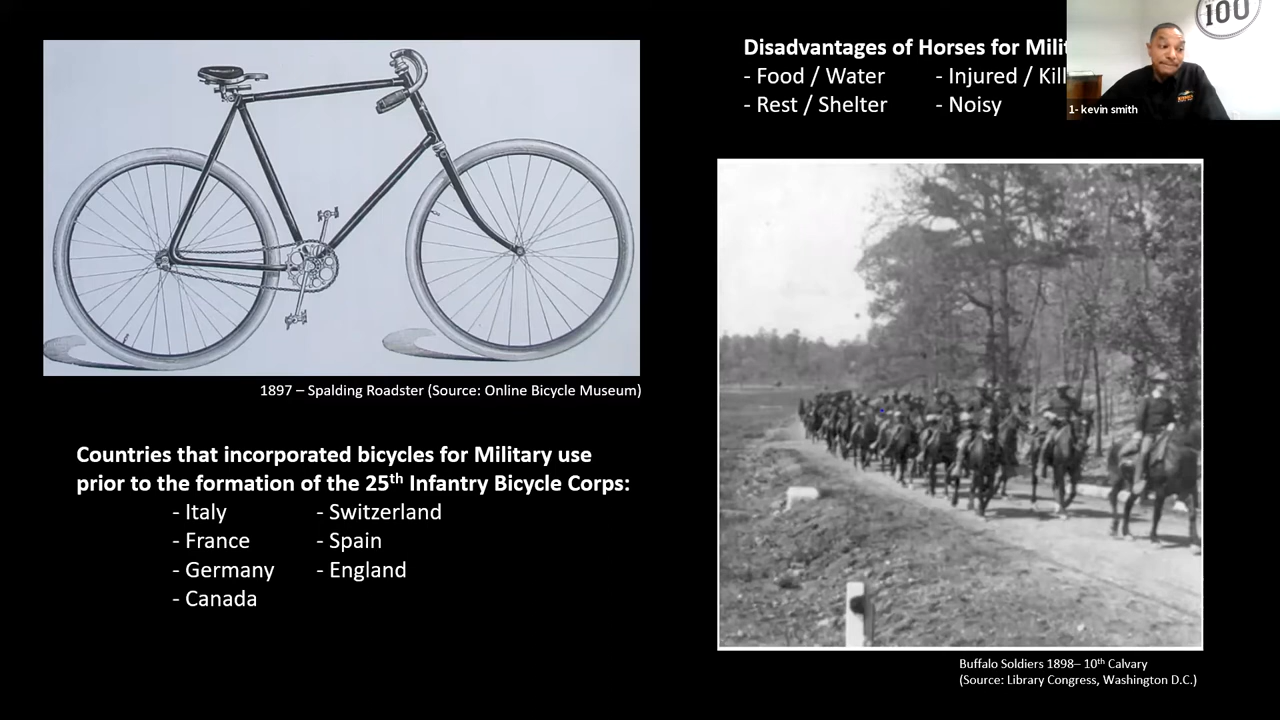 Disadvantages of Horses for
- Food / Water - Injured /
- Rest / Shelter - Noisy
100
1- kevin smith
1897 – Spalding Roadster (Source: Online Bicycle Museum)
Countries that incorporated bicycles for Military use
prior to the formation of the 25th Infantry Bicycle Corps:
- Italy - Switzerland
- France - Spain
- Germany - England
- Canada
Buffalo Soldiers 1898– 10th Calvary
(Source: Library Congress, Washington D.C.)